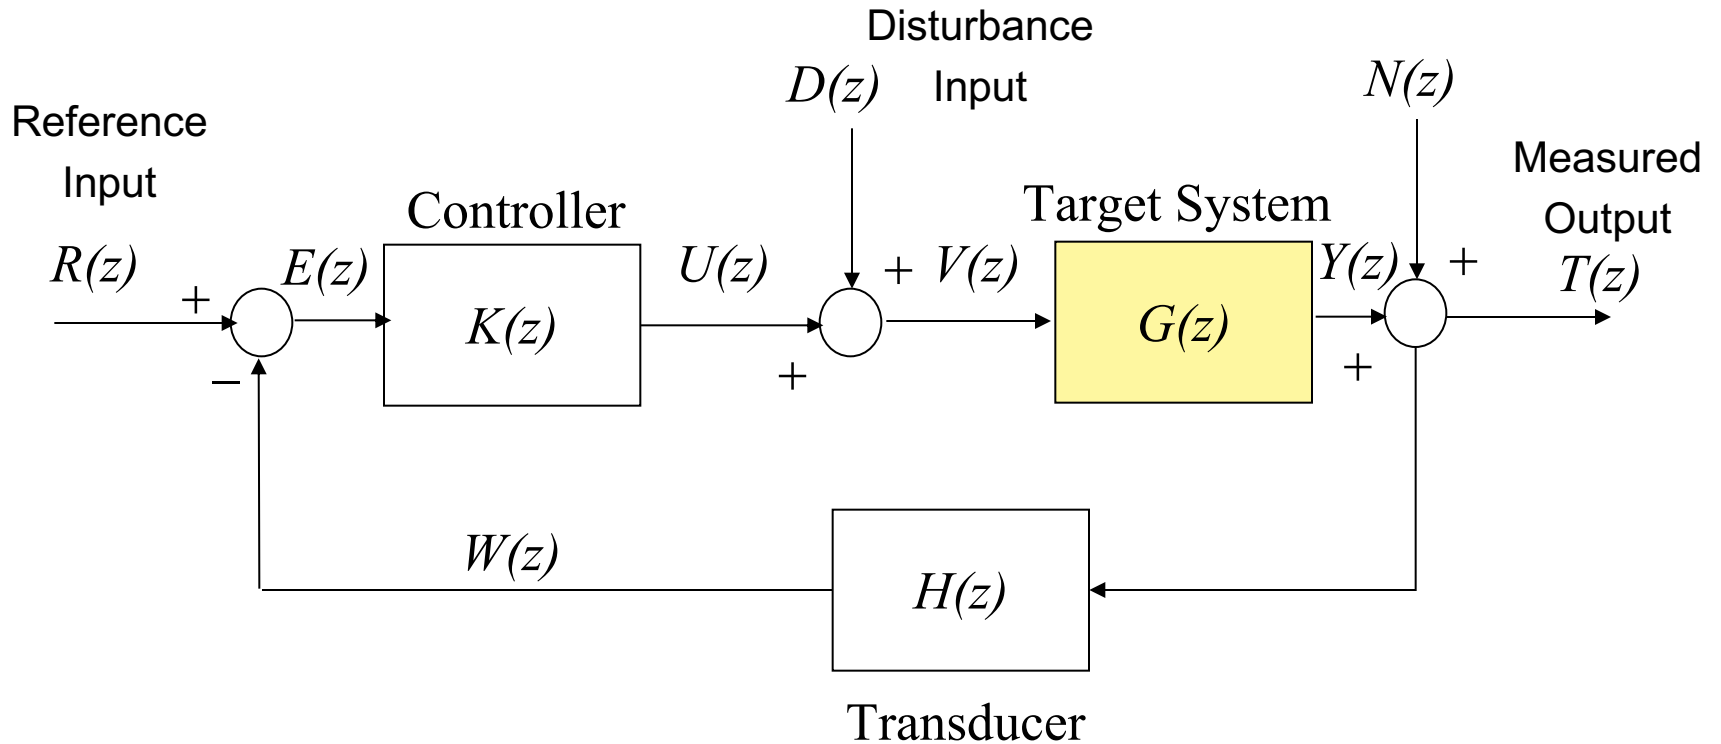 Disturbance
Input
D(z)
N(z)
Reference
Input
Measured
Output
Controller
Target System
R(z)
+
E(z)
U(z)
+
V(z)
Y(z)
+
T(z)
K(z)
G(z)
−
+
+
W(z)
H(z)
Transducer